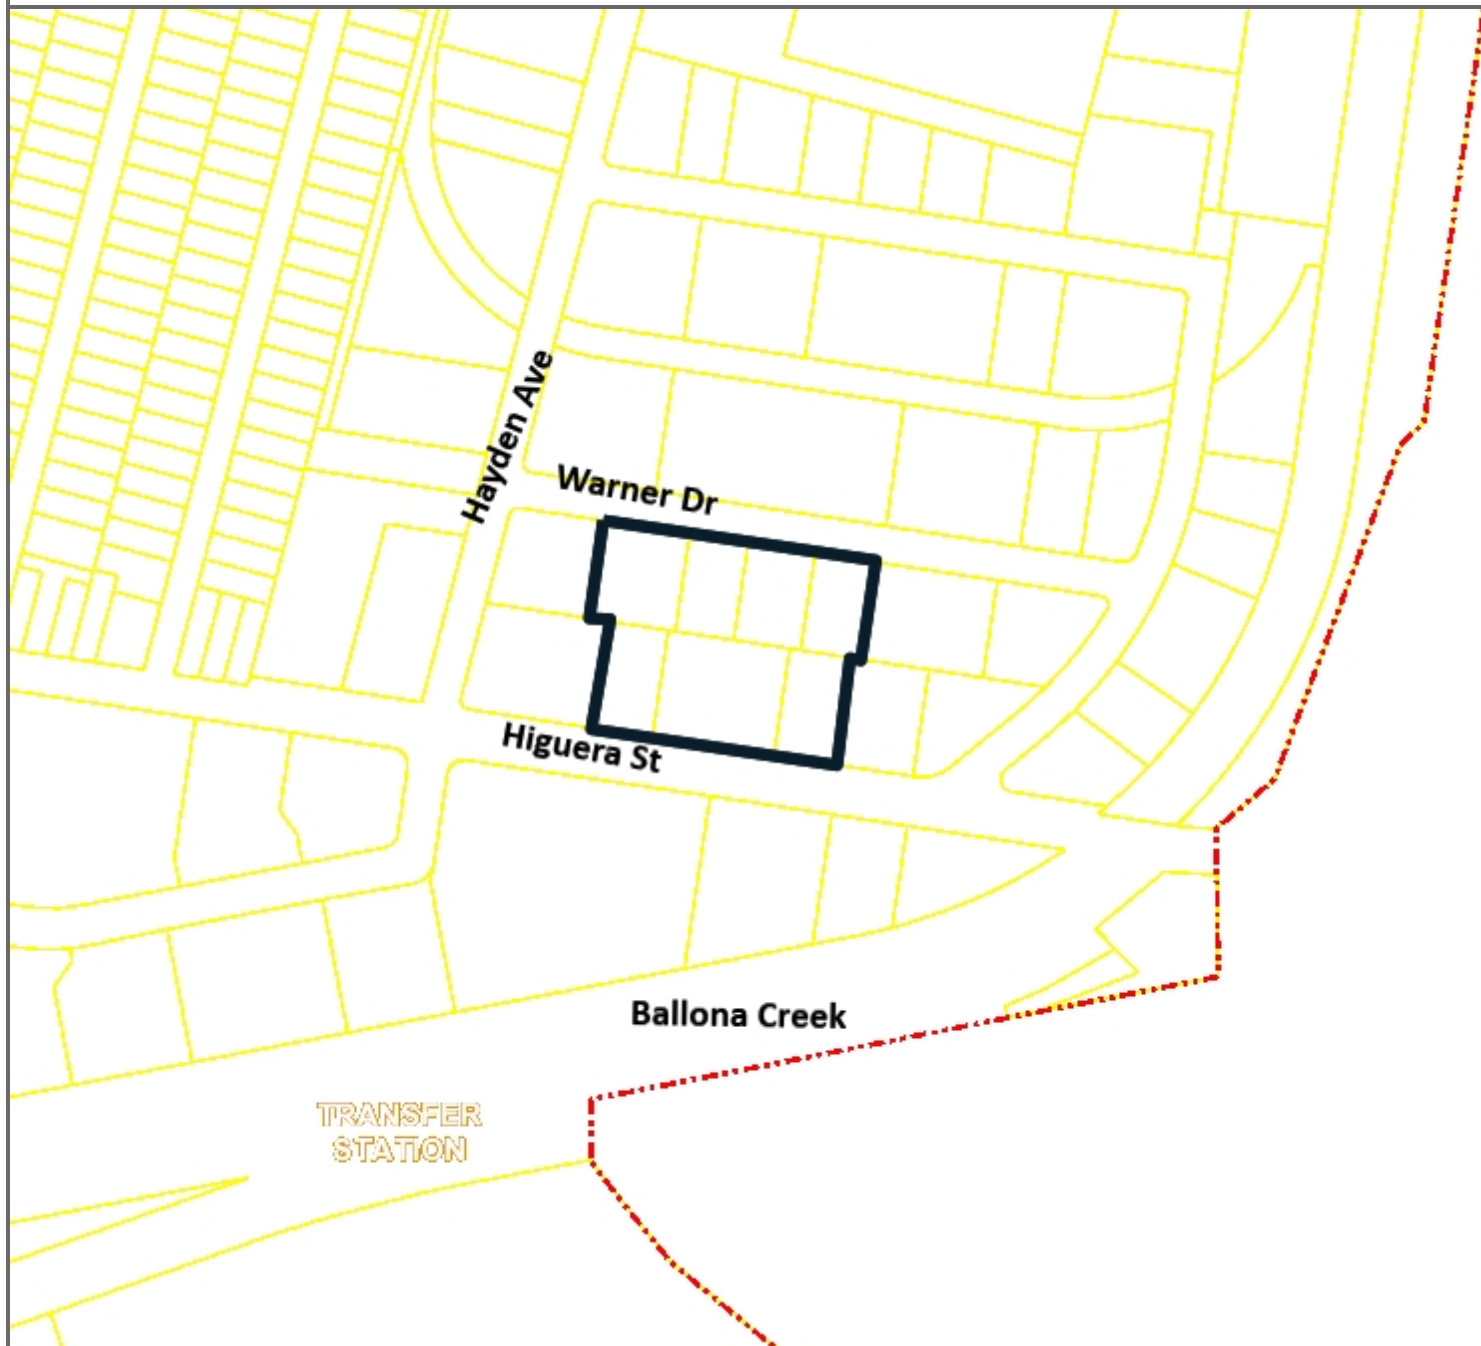 Hayden Ave
Warner Dr
Higuera St
Ballona Creek
TRANSFER
STATION